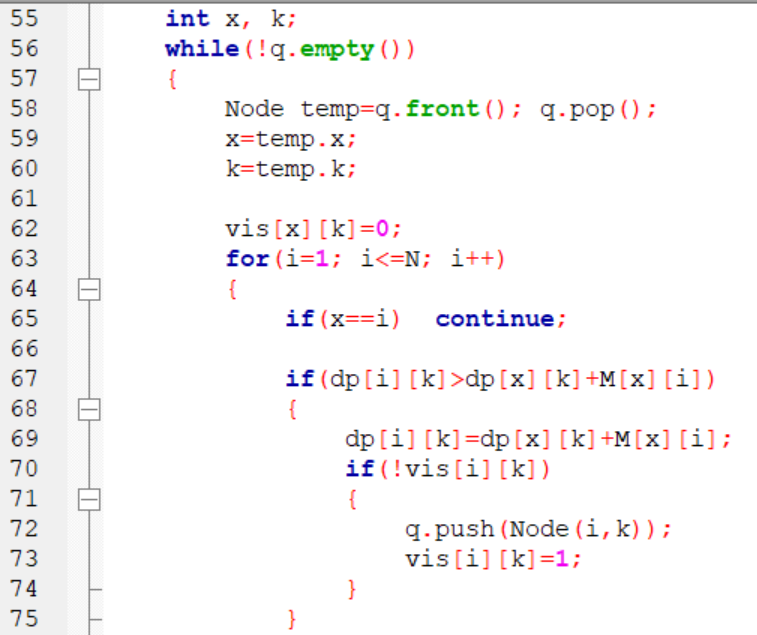 55 int x, k;
56 while(!q.empty())
57 {
58 Node temp=q.front(); q.pop();
59 x=temp.x;
60 k=temp.k;
61
62 vis[x][k]=0;
63 for(i=1; i<=N; i++)
64 {
65 if(x==i) continue;
66
67 if(dp[i][k]>dp[x][k]+M[x][i])
68 {
69 dp[i][k]=dp[x][k]+M[x][i];
70 if(!vis[i][k])
71 {
72 q.push(Node(i,k));
73 vis[i][k]=1;
74 }
75 }